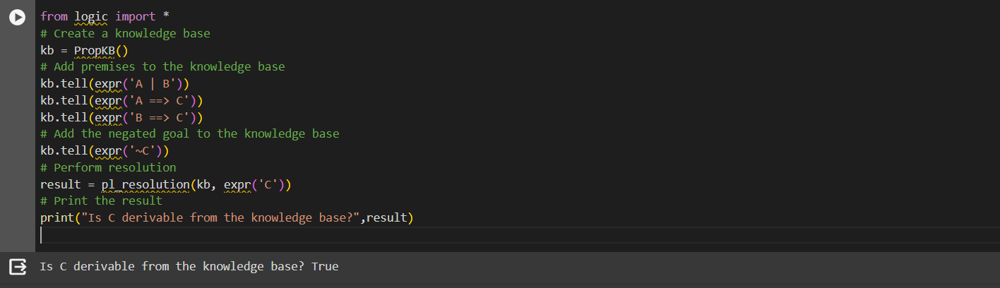 from logic import *
# Create a knowledge base
kb = PropKB()
# Add premises to the knowledge base
kb.tell(expr('A | B'))
kb.tell(expr('A ==> C'))
kb.tell(expr('B ==> C'))
# Add the negated goal to the knowledge base
kb.tell(expr('~C'))
# Perform resolution
result = pl_resolution(kb, expr('C'))
# Print the result
print("Is C derivable from the knowledge base?",result)
Is C derivable from the knowledge base? True